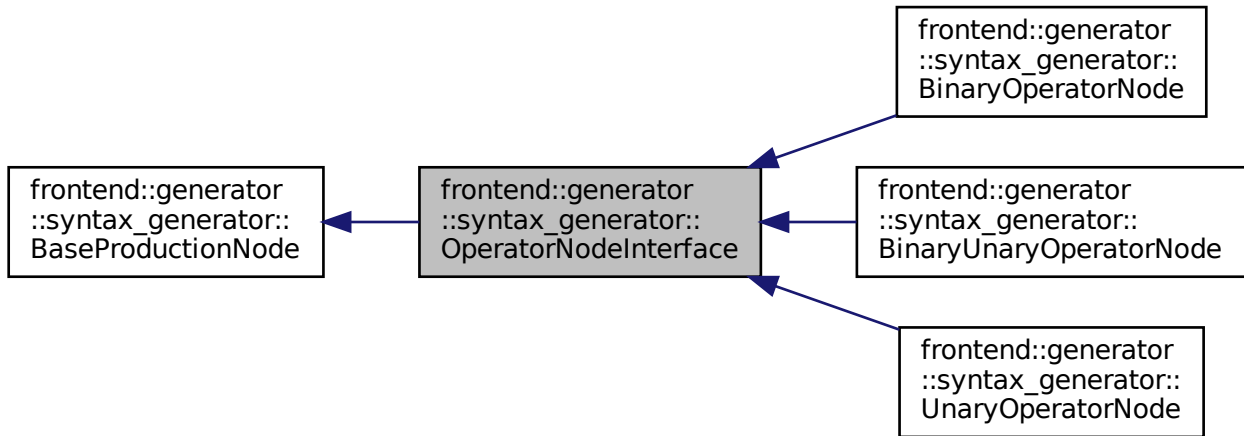 frontend::generator
::syntax_generator::
BaseProductionNode
frontend::generator
::syntax_generator::
OperatorNodeInterface
frontend::generator
::syntax_generator::
BinaryOperatorNode
frontend::generator
::syntax_generator::
BinaryUnaryOperatorNode
frontend::generator
::syntax_generator::
UnaryOperatorNode